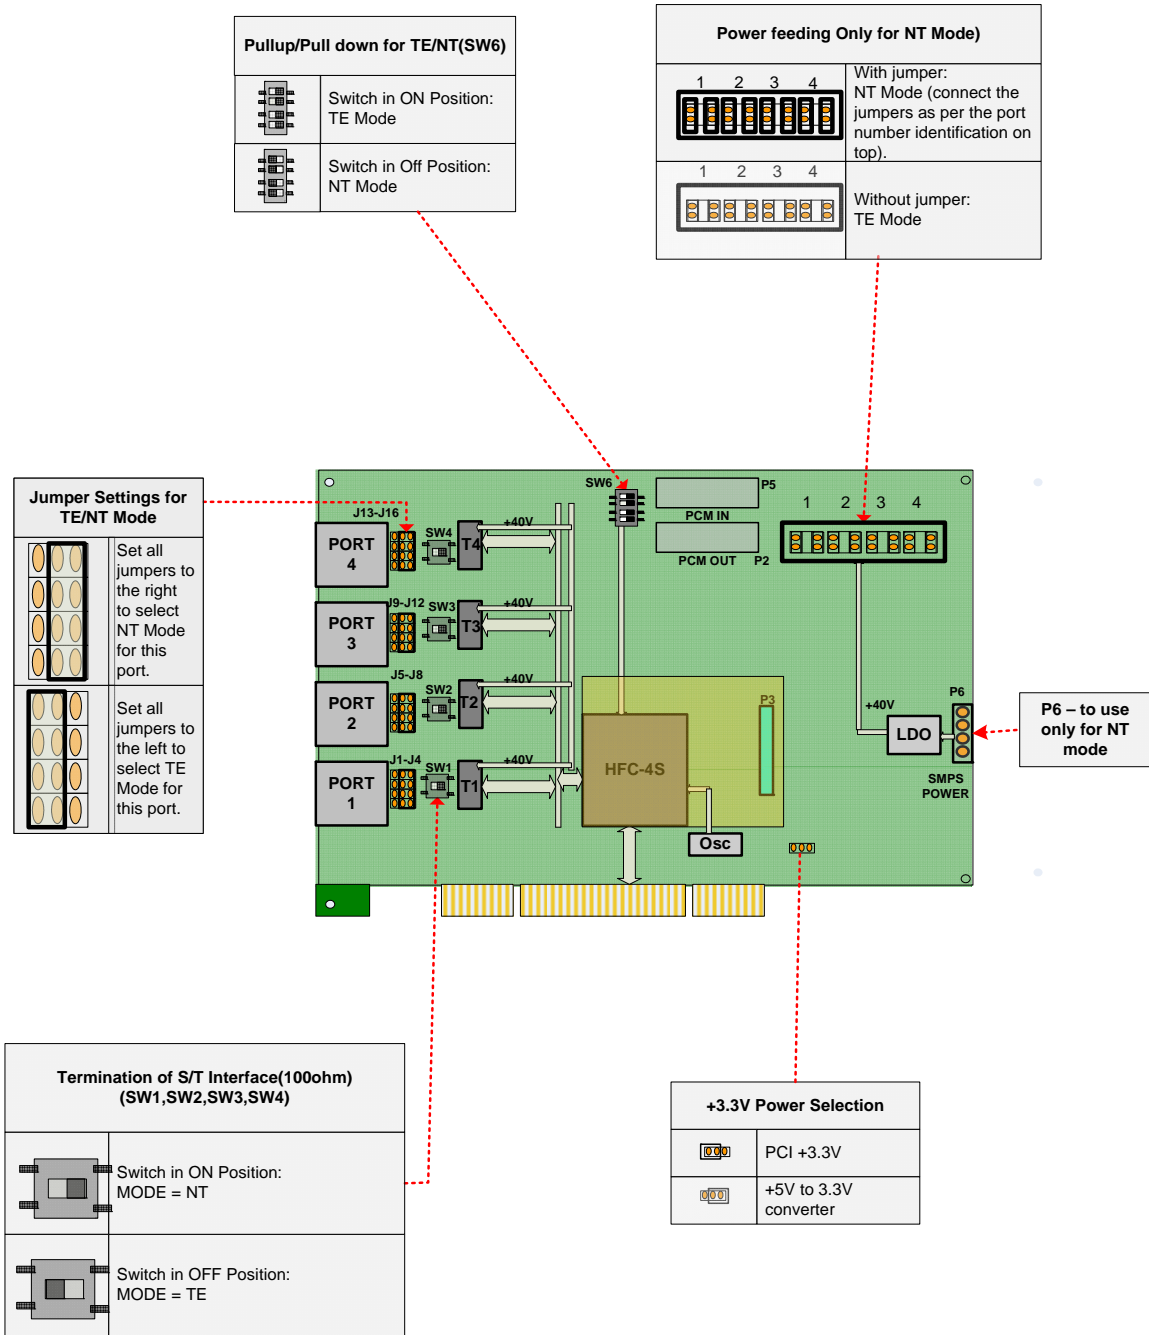 Pullup/Pull down for TE/NT(SW6)
Switch in ON Position:
TE Mode
Switch in Off Position:
NT Mode
Power feeding Only for NT Mode)
1 2 3 4
With jumper:
NT Mode (connect the
jumpers as per the port
number identification on
top).
1 2 3 4
Without jumper:
TE Mode
Jumper Settings for
TE/NT Mode
Set all
jumpers to
the right
to select
NT Mode
for this
port.
Set all
jumpers to
the left to
select TE
Mode for
this port.
SW6
P5
PCM IN
PCM OUT
P2
1 2 3 4
J13-J16
PORT
4
SW4
T4
+40V
J9-J12
PORT
3
SW3
T3
+40V
J5-J8
PORT
2
SW2
T2
+40V
J1-J4
PORT
1
SW1
T1
+40V
HFC-4S
P3
Osc
+40V
LDO
P6
SMPS
POWER
P6 – to use
only for NT
mode
Termination of S/T Interface(100ohm)
(SW1,SW2,SW3,SW4)
Switch in ON Position:
MODE = NT
Switch in OFF Position:
MODE = TE
+3.3V Power Selection
PCI +3.3V
+5V to 3.3V
converter